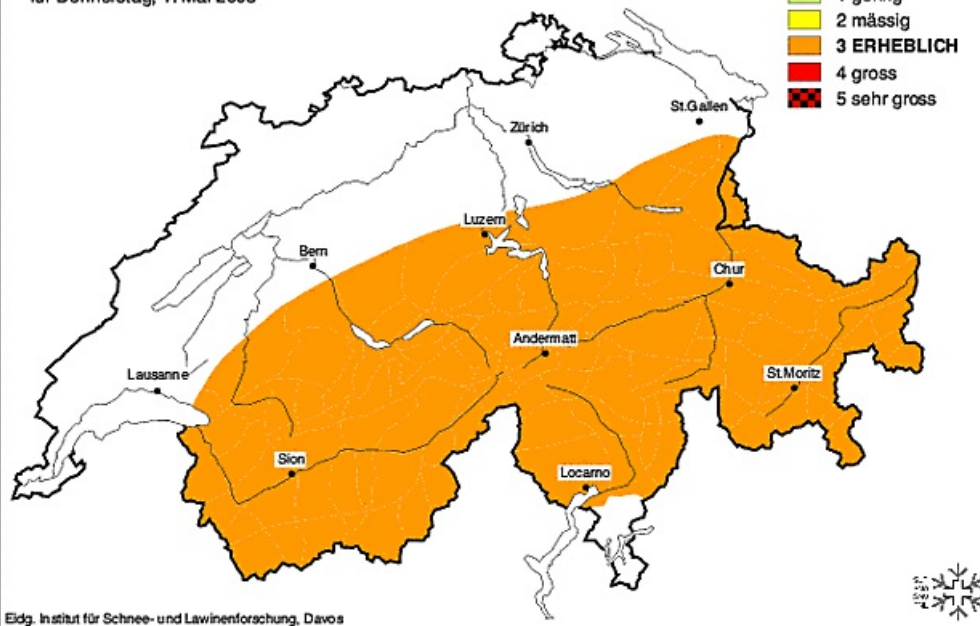 2 mässig
3 ERHEBLICH
4 gross
5 sehr gross
St.Gallen
Zürich
Luzern
Bern
Chur
Andermatt
Lausanne
St.Moritz
Sion
Locarno
Eidg. Institut für Schnee- und Lawinenforschung, Davos